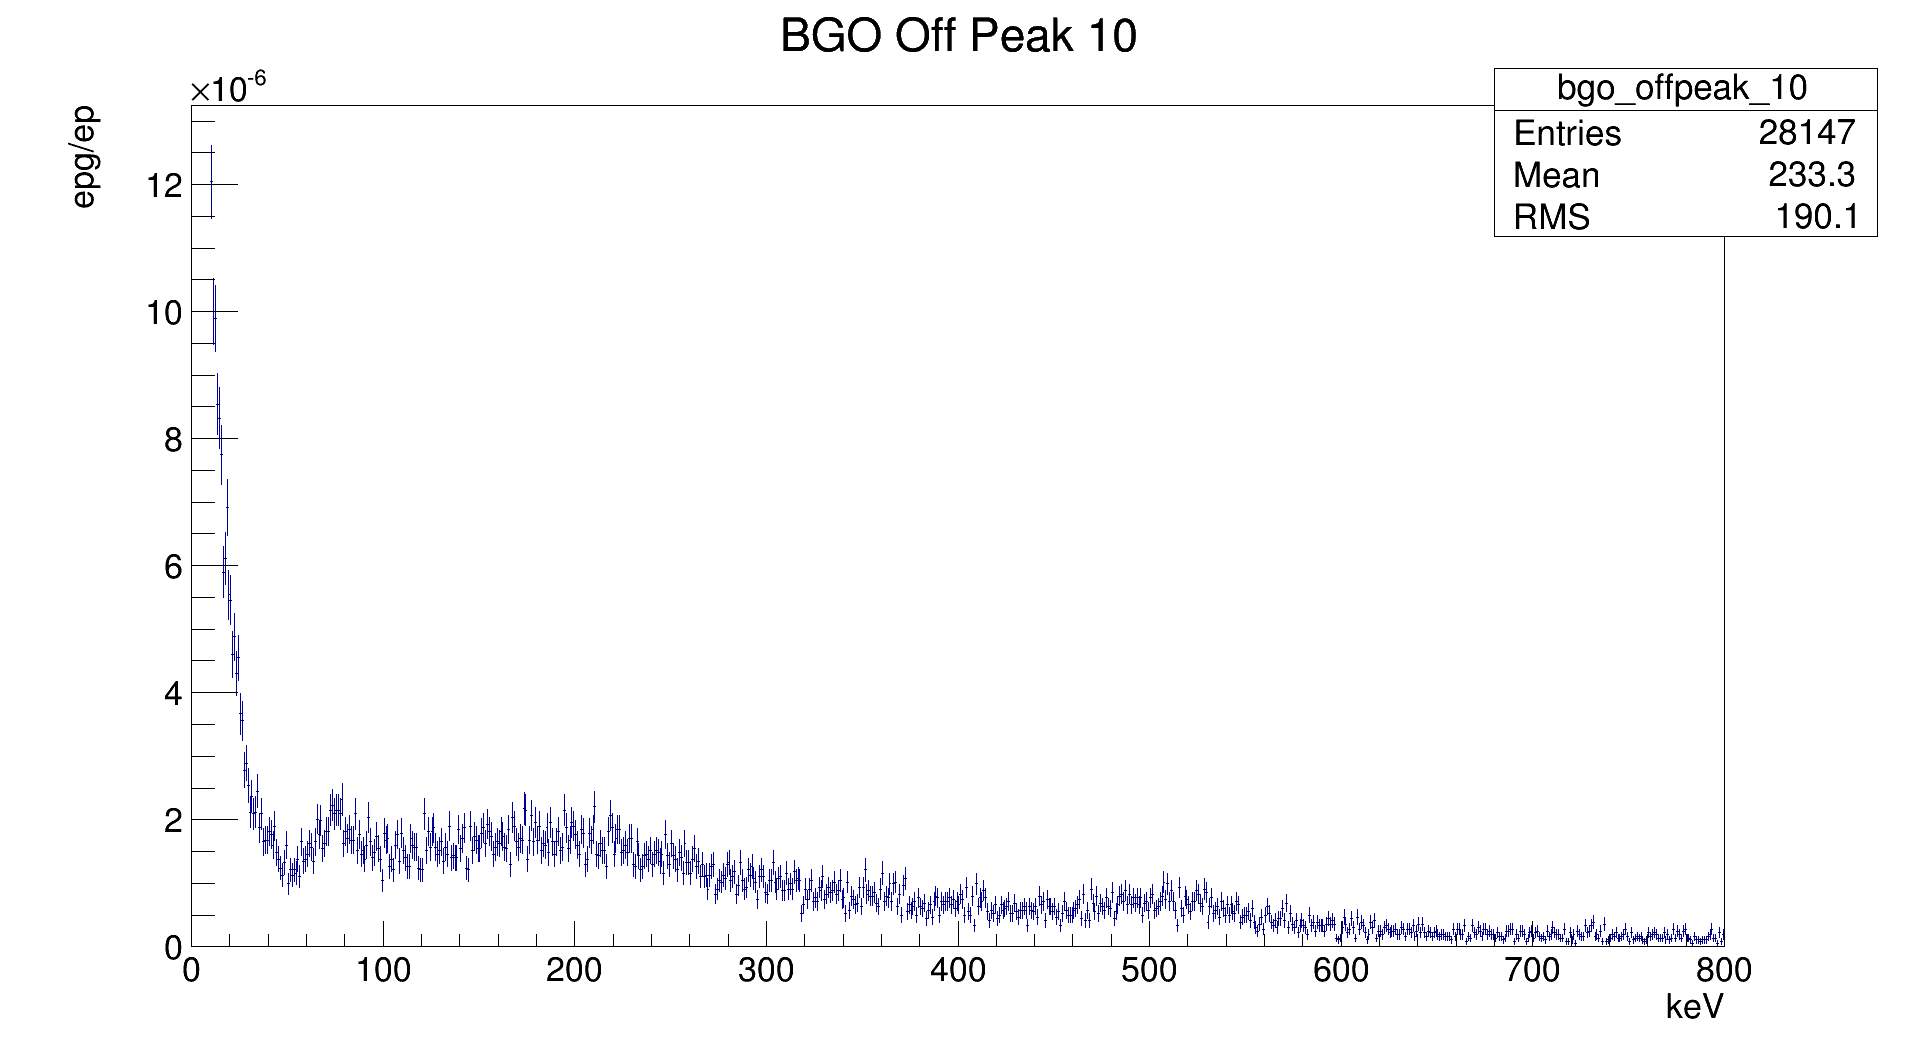 BGO Off Peak 10
×10-6
epg/ep
bgo_offpeak_10
Entries 28147
Mean 233.3
RMS 190.1
12
10
8
6
4
2
0
0 100 200 300 400 500 600 700 800
keV